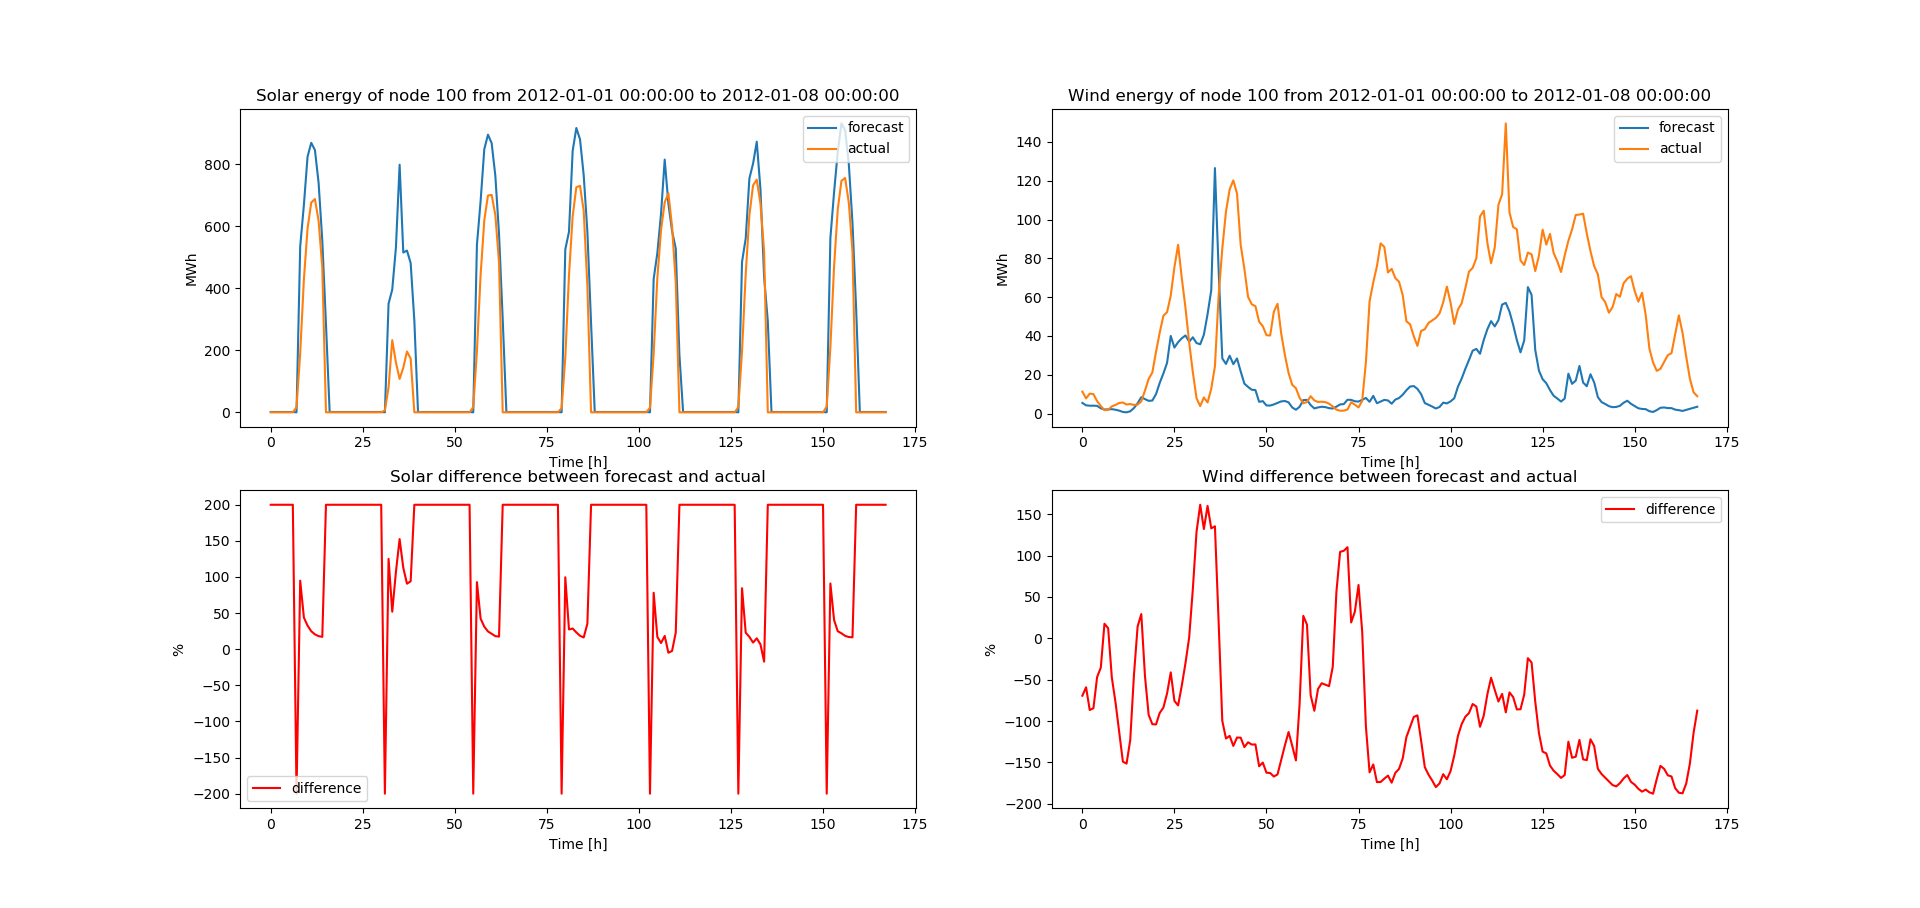 Solar energy of node 100 from 2012-01-01 00:00:00 to 2012-01-08 00:00:00
forecast
actual
MWh
800
600
400
200
0
0 25 50 75 100 125 150 175
Time [h]
Wind energy of node 100 from 2012-01-01 00:00:00 to 2012-01-08 00:00:00
forecast
actual
MWh
140
120
100
80
60
40
20
0
0 25 50 75 100 125 150 175
Time [h]
Solar difference between forecast and actual
%
200
150
100
50
0
−50
−100
−150
−200
difference
0 25 50 75 100 125 150 175
Time [h]
Wind difference between forecast and actual
difference
%
150
100
50
0
−50
−100
−150
−200
0 25 50 75 100 125 150 175
Time [h]